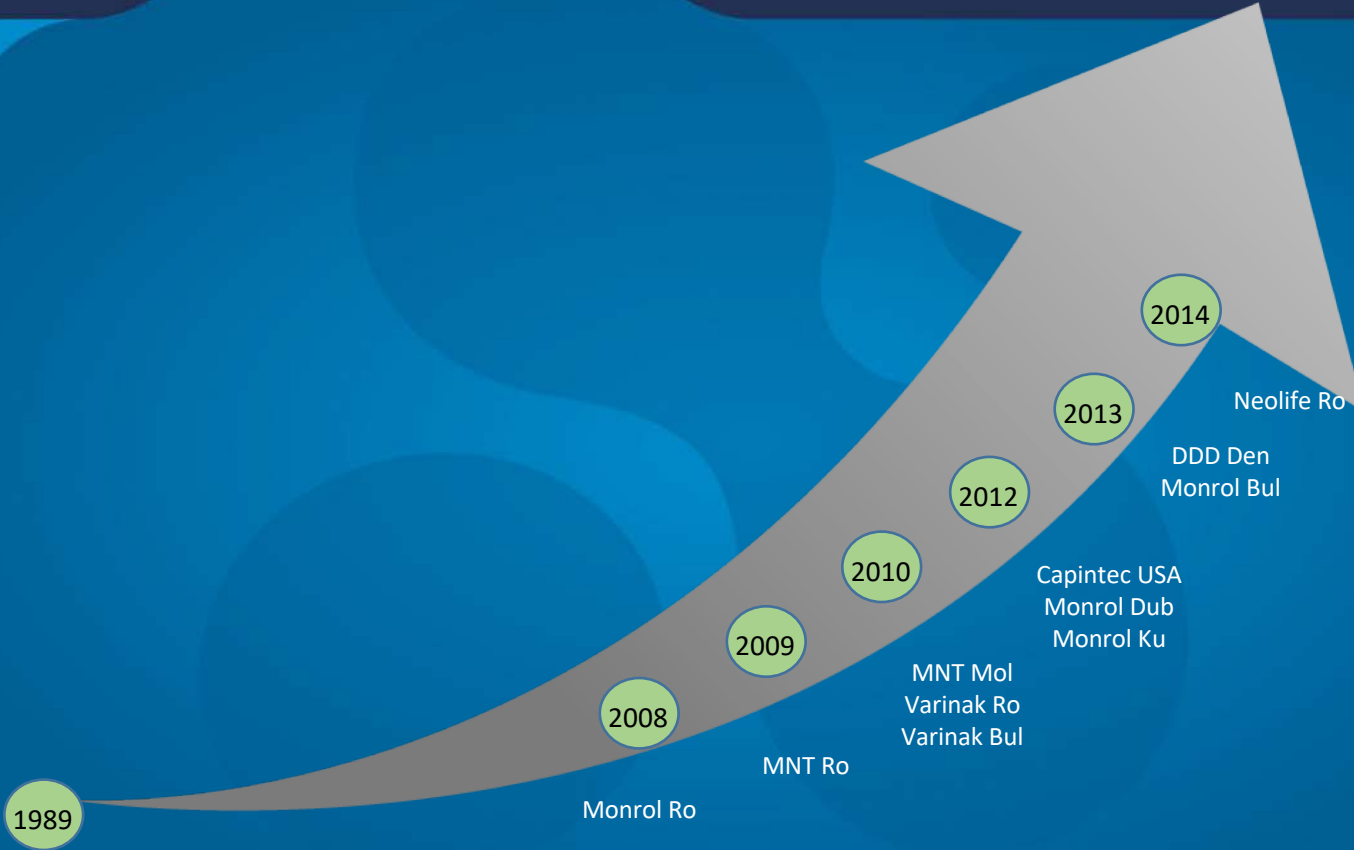 2014
Neolife Ro
2013
DDD Den
Monrol Bul
2012
Capintec USA
Monrol Dub
Monrol Ku
2010
MNT Mol
Varinak Ro
Varinak Bul
2009
MNT Ro
2008
Monrol Ro
1989